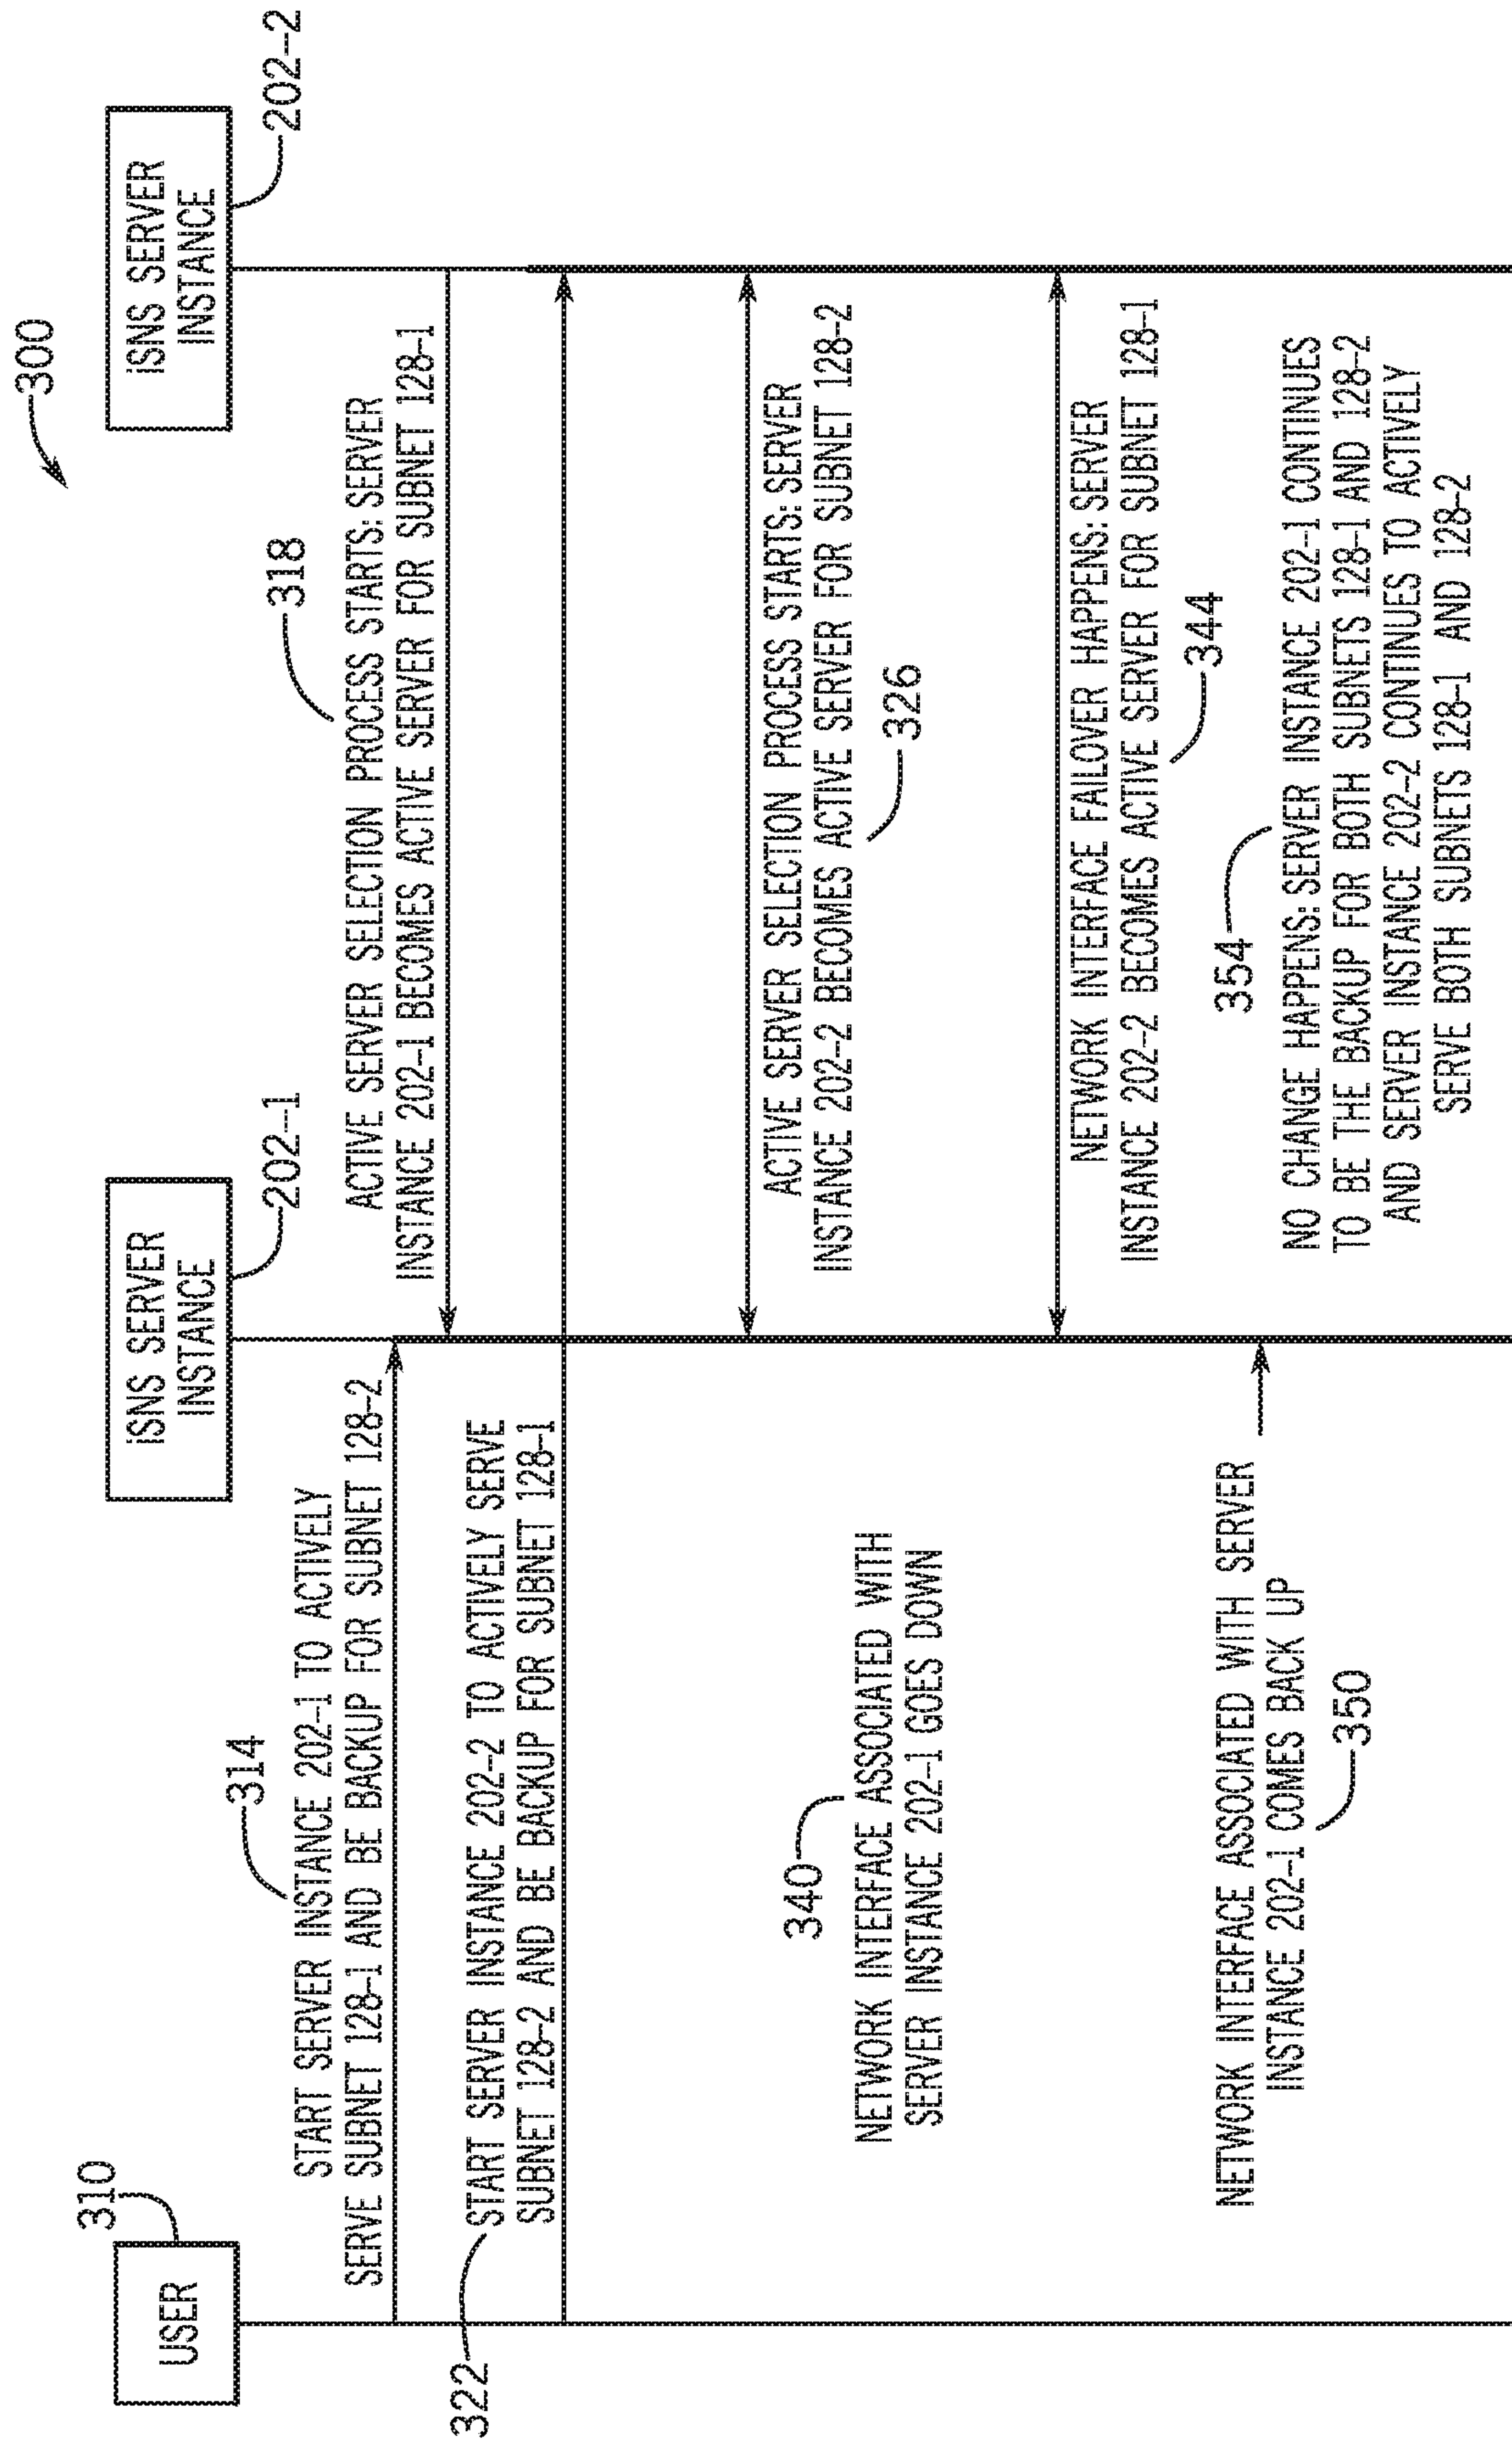 300
USER
310
iSNS SERVER
INSTANCE
202-1
iSNS SERVER
INSTANCE
202-2
314
START SERVER INSTANCE 202-1 TO ACTIVELY
SERVE SUBNET 128-1 AND BE BACKUP FOR SUBNET 128-2
318
ACTIVE SERVER SELECTION PROCESS STARTS: SERVER
INSTANCE 202-1 BECOMES ACTIVE SERVER FOR SUBNET 128-1
322
START SERVER INSTANCE 202-2 TO ACTIVELY SERVE
SUBNET 128-2 AND BE BACKUP FOR SUBNET 128-1
ACTIVE SERVER SELECTION PROCESS STARTS: SERVER
INSTANCE 202-2 BECOMES ACTIVE SERVER FOR SUBNET 128-2
326
340
NETWORK INTERFACE ASSOCIATED WITH
SERVER INSTANCE 202-1 GOES DOWN
NETWORK INTERFACE FAILOVER HAPPENS: SERVER
INSTANCE 202-2 BECOMES ACTIVE SERVER FOR SUBNET 128-1
344
NETWORK INTERFACE ASSOCIATED WITH SERVER
INSTANCE 202-1 COMES BACK UP
350
354
NO CHANGE HAPPENS: SERVER INSTANCE 202-1 CONTINUES
TO BE THE BACKUP FOR BOTH SUBNETS 128-1 AND 128-2
AND SERVER INSTANCE 202-2 CONTINUES TO ACTIVELY
SERVE BOTH SUBNETS 128-1 AND 128-2